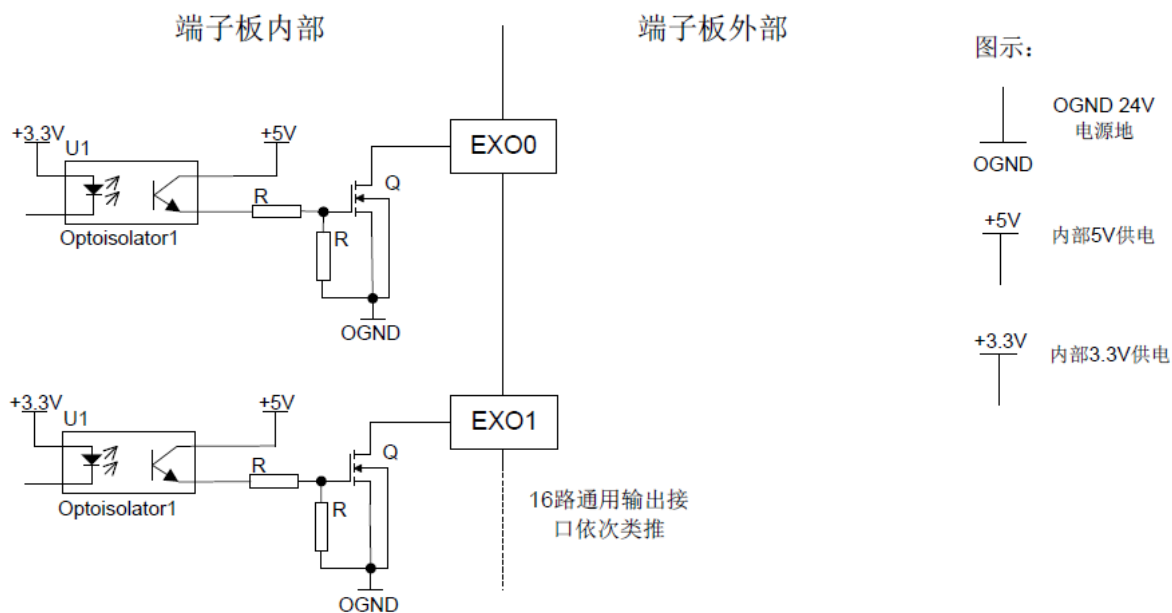 端子板内部
端子板外部
图示：
OGND 24V
电源地
OGND
+5V
内部5V供电
+3.3V
内部3.3V供电
+3.3V
U1
+5V
EXO0
Q
R
R
Optoisolator1
OGND
+3.3V
U1
+5V
EXO1
Q
R
R
Optoisolator1
OGND
16路通用输出接
口依次类推